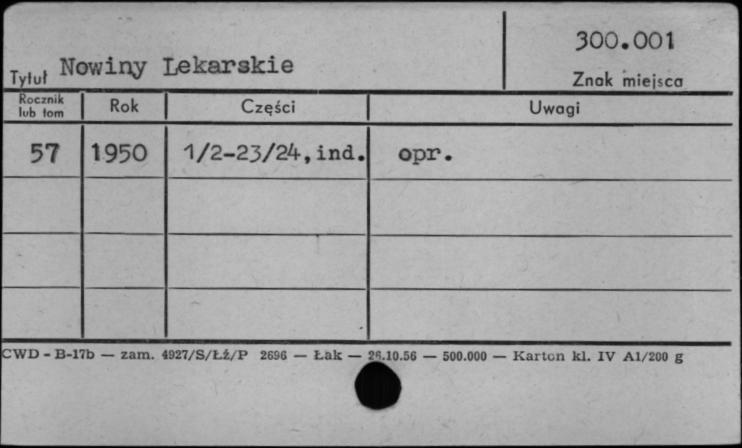 300.001
Tytuł Nowiny Lekarskie
Znak miejsca
Rocznik lub tom Rok Części Uwagi
57 1950 1/2-23/24, ind. opr.
CWD - B-17b — zam. 4927/S/Łż/P 2696 — Łak — 26.10.56 — 500.000 — Karton kl. IV A1/200 g